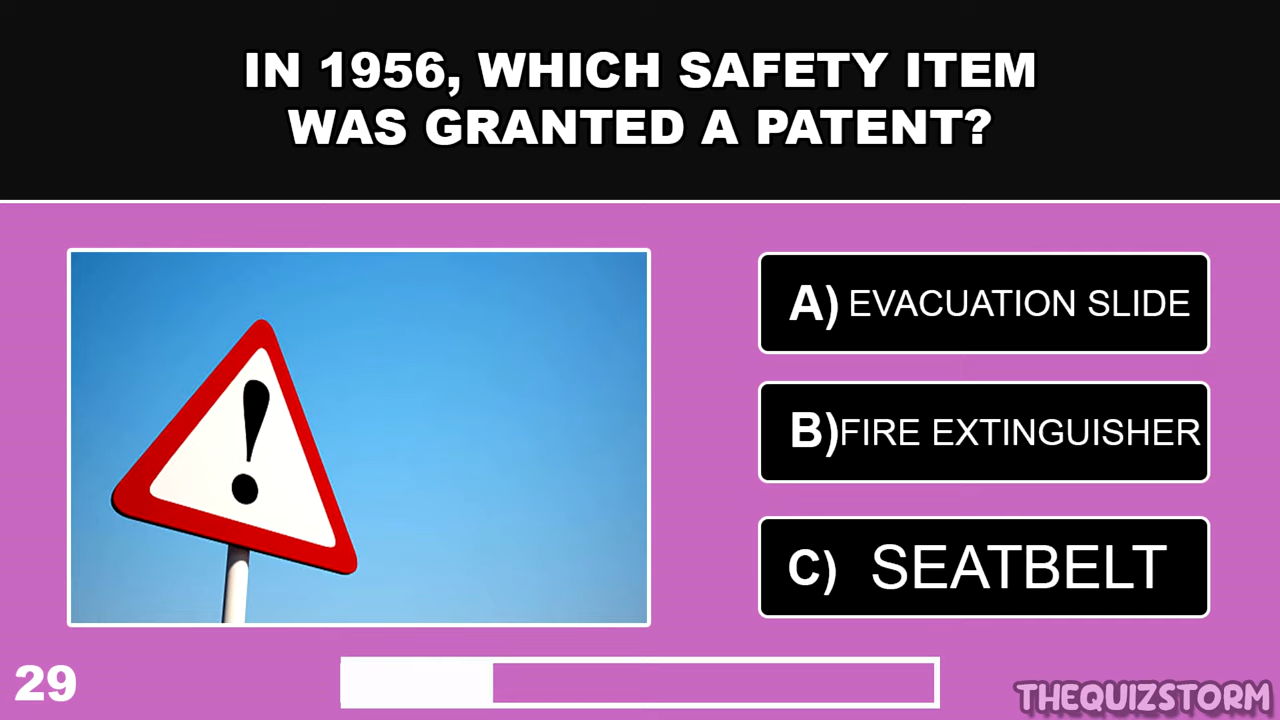 IN 1956, WHICH SAFETY ITEM
WAS GRANTED A PATENT?
A) EVACUATION SLIDE
B) FIRE EXTINGUISHER
C) SEATBELT
!
29
THEQUIZSTORM